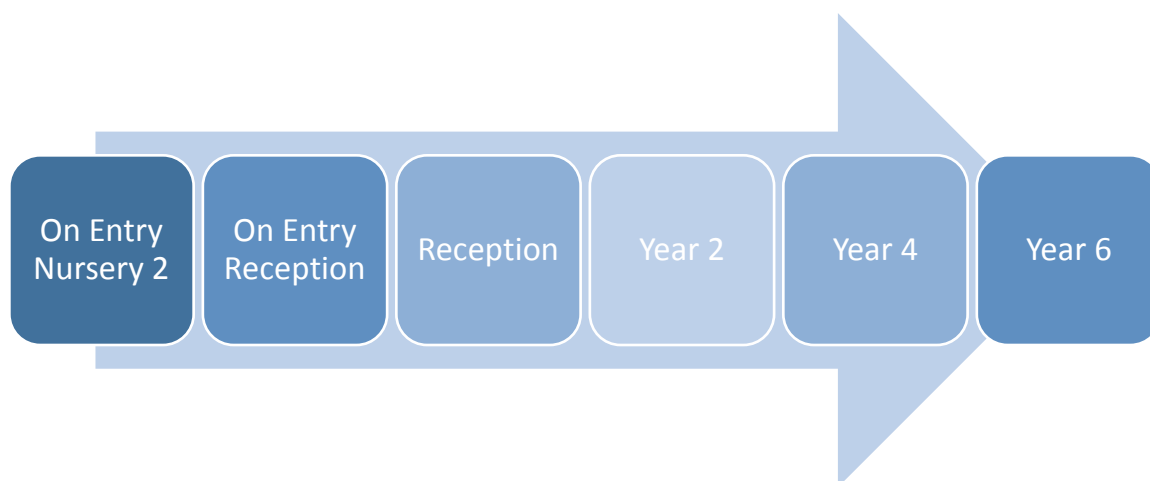 On Entry
Nursery 2
On Entry
Reception
Reception
Year 2
Year 4
Year 6